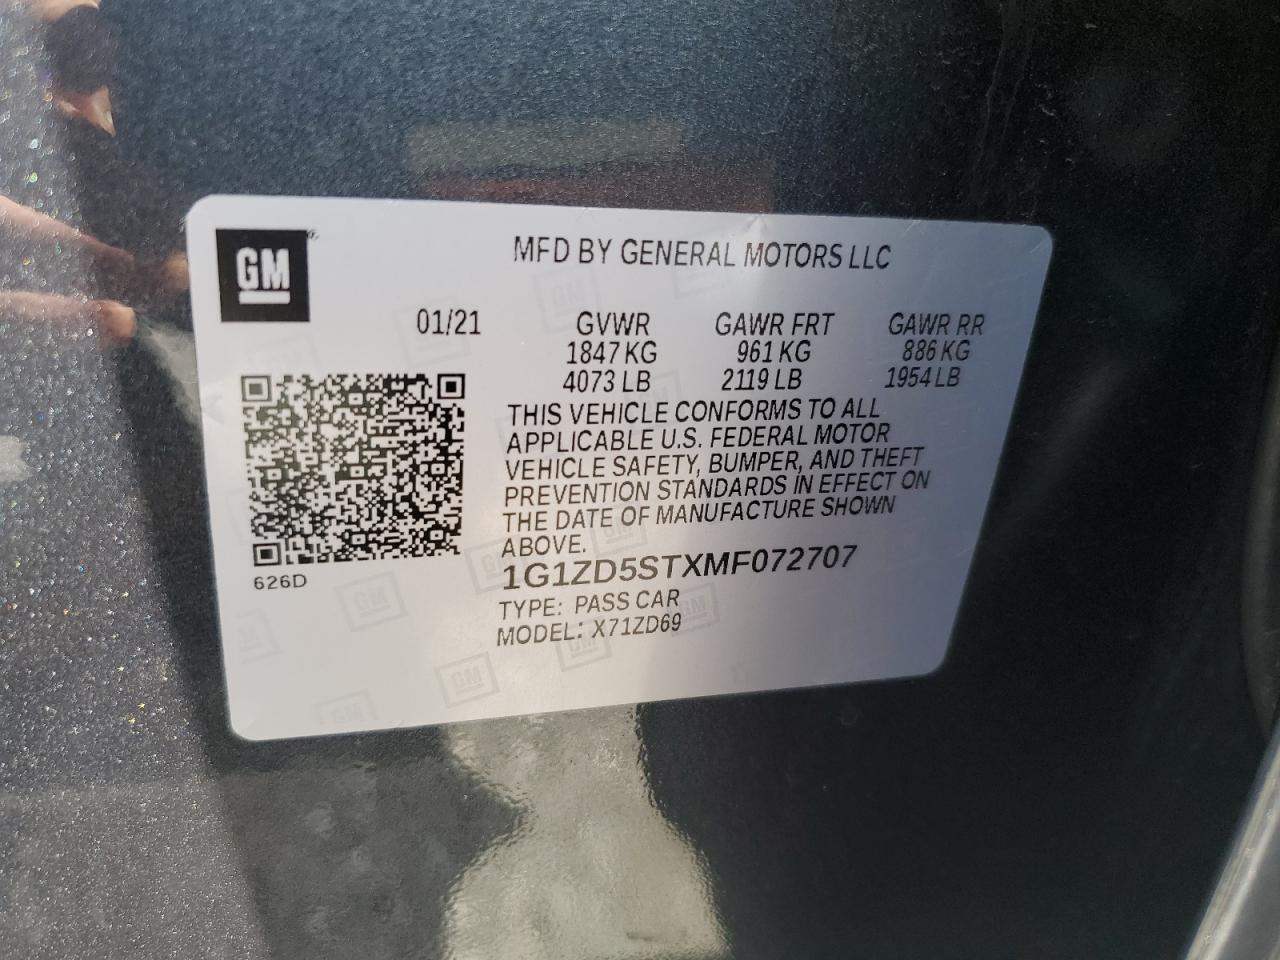 GM
MFD BY GENERAL MOTORS LLC
01/21 GVWR GAWR FRT GAWR RR
1847 KG 961 KG 886 KG
4073 LB 2119 LB 1954 LB
THIS VEHICLE CONFORMS TO ALL
APPLICABLE U.S. FEDERAL MOTOR
VEHICLE SAFETY, BUMPER, AND THEFT
PREVENTION STANDARDS IN EFFECT ON
THE DATE OF MANUFACTURE SHOWN
ABOVE.
626D
1G1ZD5STXMF072707
TYPE: PASS CAR
MODEL: X71ZD69